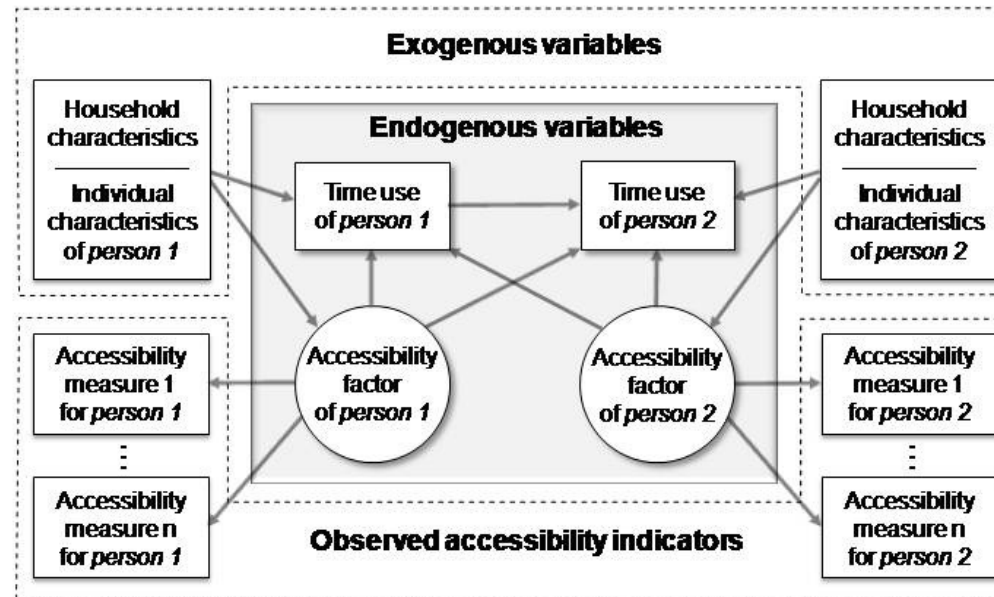 Exogenous variables
Household
characteristics
Individual
characteristics
of person 1
Endogenous variables
Time use
of person 1
Time use
of person 2
Household
characteristics
Individual
characteristics
of person 2
Accessibility
factor
of person 1
Accessibility
factor
of person 2
Accessibility
measure 1
for person 1
⋮
Accessibility
measure n
for person 1
Accessibility
measure 1
for person 2
⋮
Accessibility
measure n
for person 2
Observed accessibility indicators